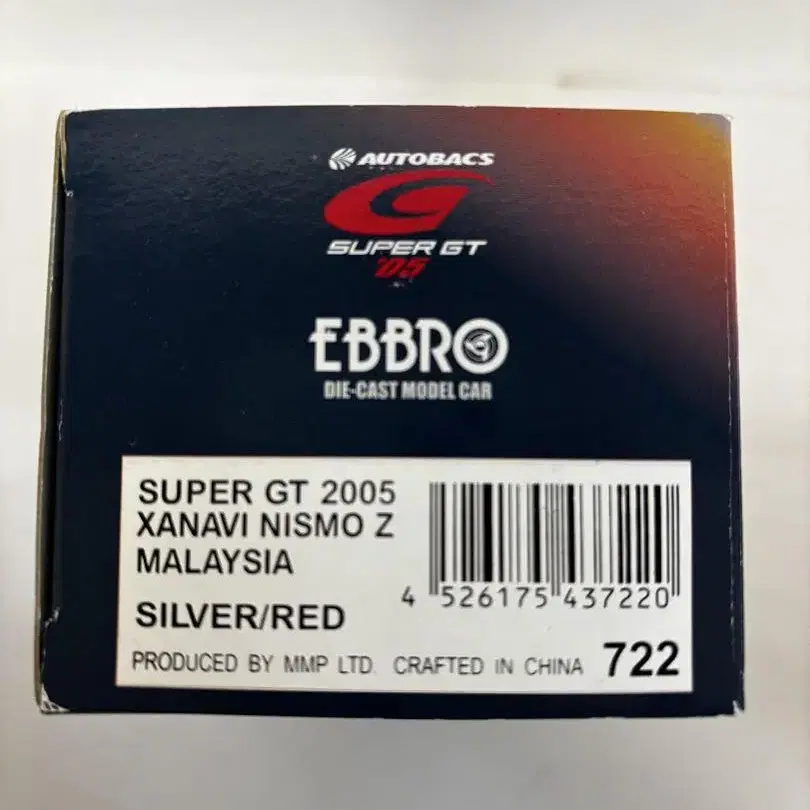 AUTOBACS
SUPER GT
'05
EBBRO
DIE-CAST MODEL CAR
SUPER GT 2005
XANAVI NISMO Z
MALAYSIA
SILVER/RED
4 526175 437220
PRODUCED BY MMP LTD. CRAFTED IN CHINA 722